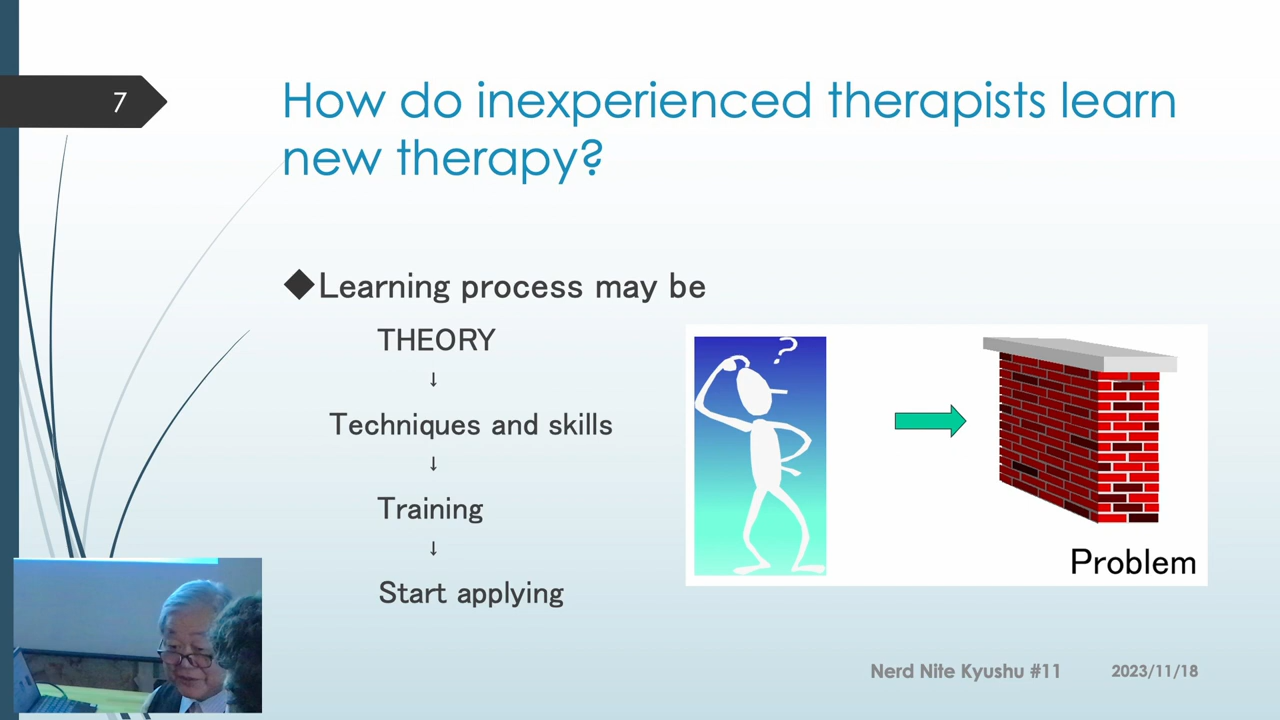 7
How do inexperienced therapists learn
new therapy?
◆Learning process may be
THEORY
↓
Techniques and skills
↓
Training
↓
Start applying
?
Problem
Nerd Nite Kyushu #11 2023/11/18